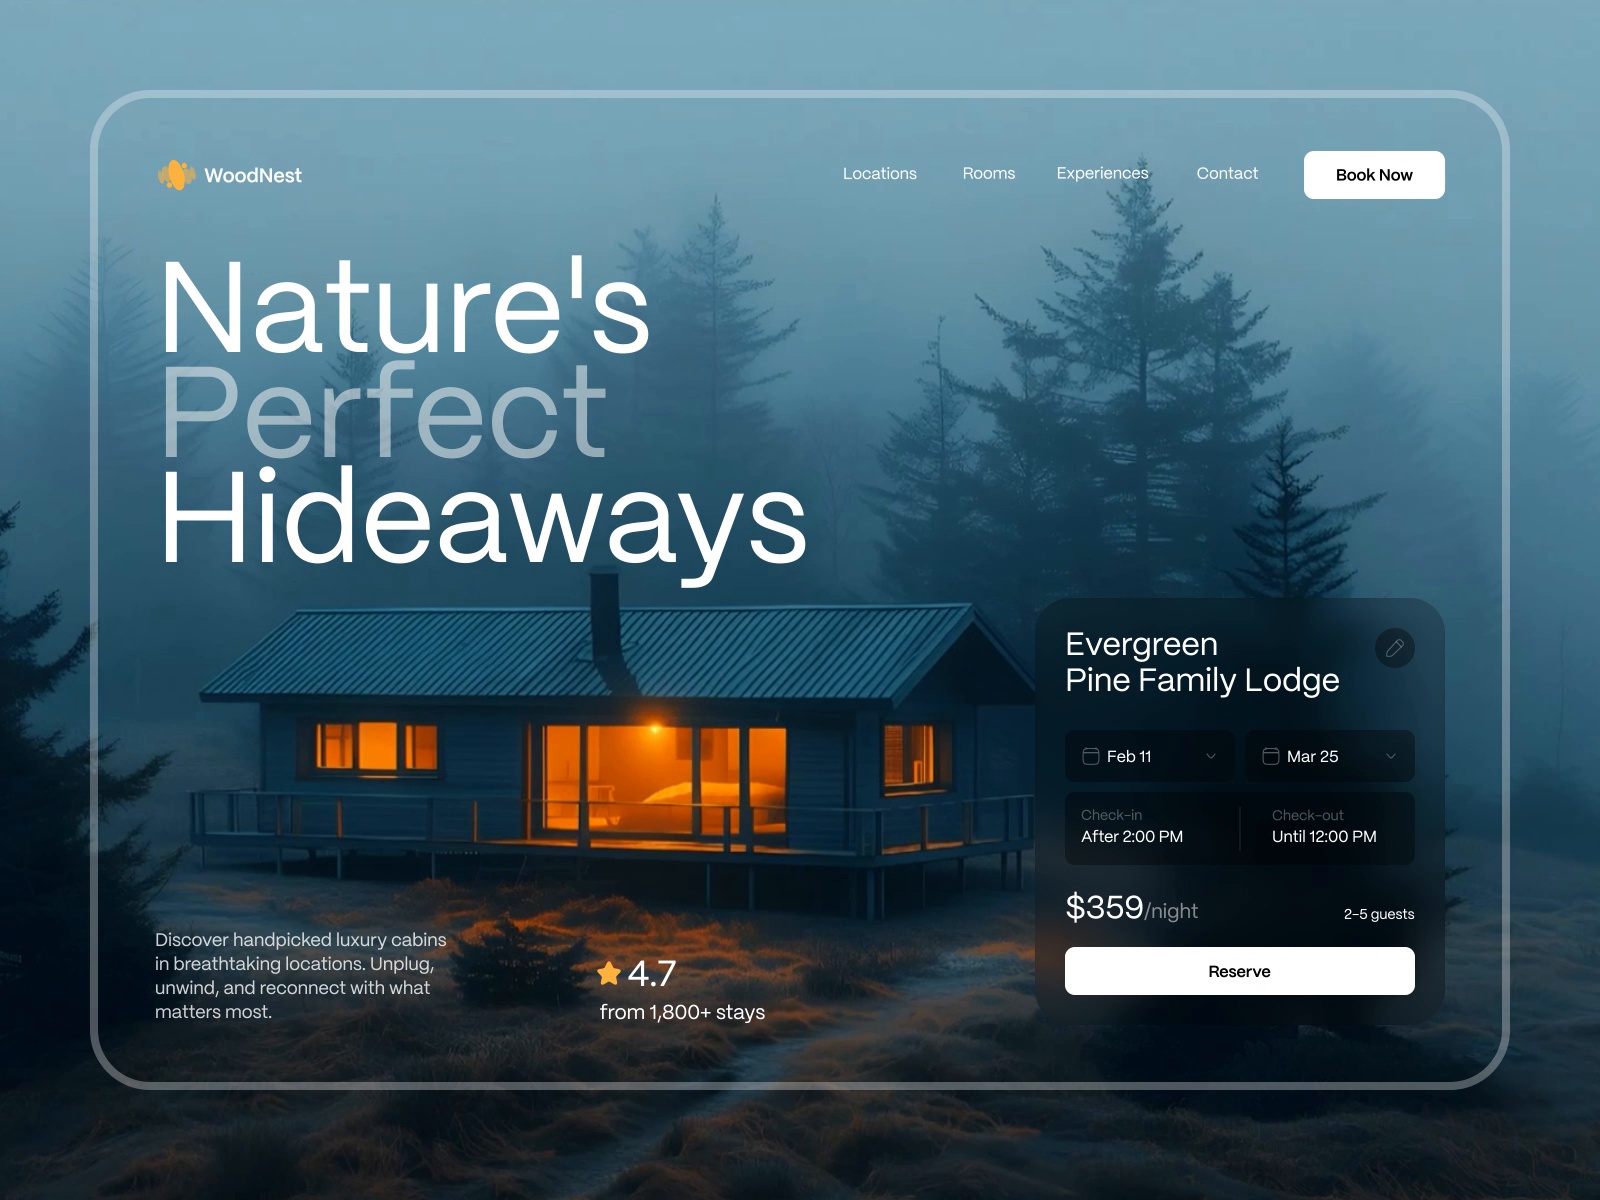 WoodNest
Locations
Rooms
Experiences
Contact
Book Now
Nature's
Perfect
Hideaways
Evergreen
Pine Family Lodge
Feb 11
Mar 25
Check-in
After 2:00 PM
Check-out
Until 12:00 PM
$359/night
2-5 guests
Reserve
Discover handpicked luxury cabins
in breathtaking locations. Unplug,
unwind, and reconnect with what
matters most.
4.7
from 1,800+ stays